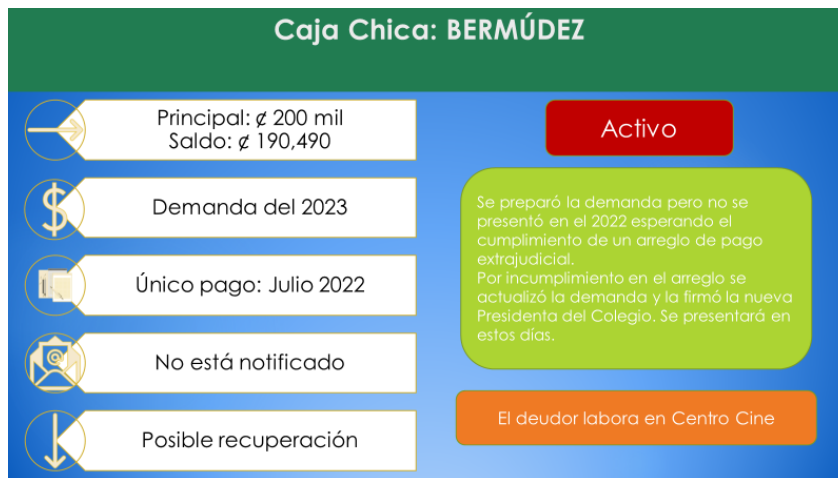 Caja Chica: BERMÚDEZ
Principal: ₡ 200 mil
Saldo: ₡ 190,490
Demanda del 2023
Único pago: Julio 2022
No está notificado
Posible recuperación
Activo
Se preparó la demanda pero no se
presentó en el 2022 esperando el
cumplimiento de un arreglo de pago
extrajudicial.
Por incumplimiento en el arreglo se
actualizó la demanda y la firmó la nueva
Presidenta del Colegio. Se presentará en
estos días.
El deudor labora en Centro Cine